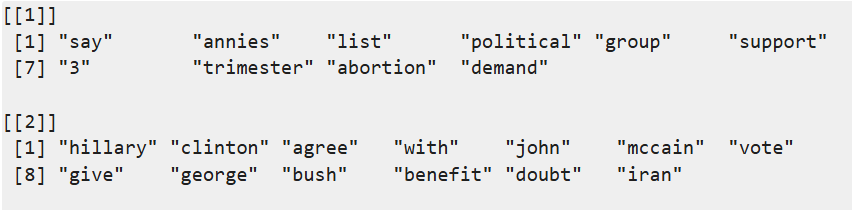 [[1]]
[1] "say" "annies" "list" "political" "group" "support"
[7] "3" "trimester" "abortion" "demand"
[[2]]
[1] "hillary" "clinton" "agree" "with" "john" "mccain" "vote"
[8] "give" "george" "bush" "benefit" "doubt" "iran"